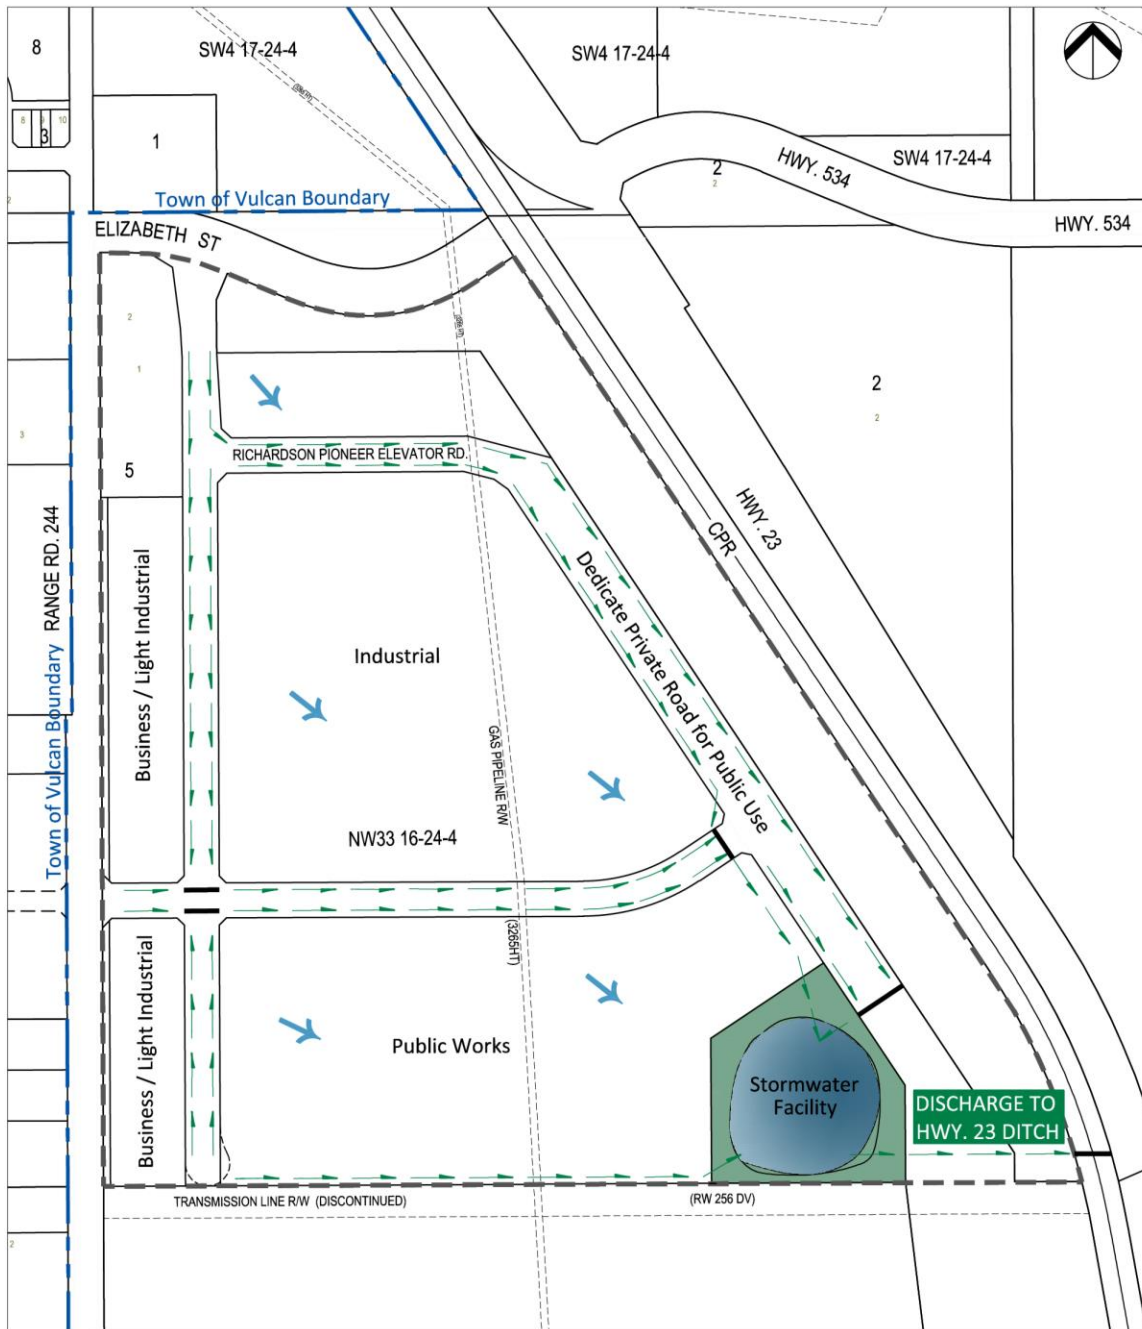 8
SW4 17-24-4
SW4 17-24-4
8 9 10
3
1
2
HWY. 534
SW4 17-24-4
2
2
Town of Vulcan Boundary
HWY. 534
ELIZABETH ST
2
1
2
2
3
5
RICHARDSON PIONEER ELEVATOR RD.
RANGE RD. 244
Town of Vulcan Boundary
Business / Light Industrial
HWY. 23
CPR
Dedicate Private Road for Public Use
Industrial
GAS PIPELINE R/W
NW33 16-24-4
(3265HT)
Business / Light Industrial
Public Works
Stormwater
Facility
DISCHARGE TO
HWY. 23 DITCH
TRANSMISSION LINE R/W (DISCONTINUED)
(RW 256 DV)
2